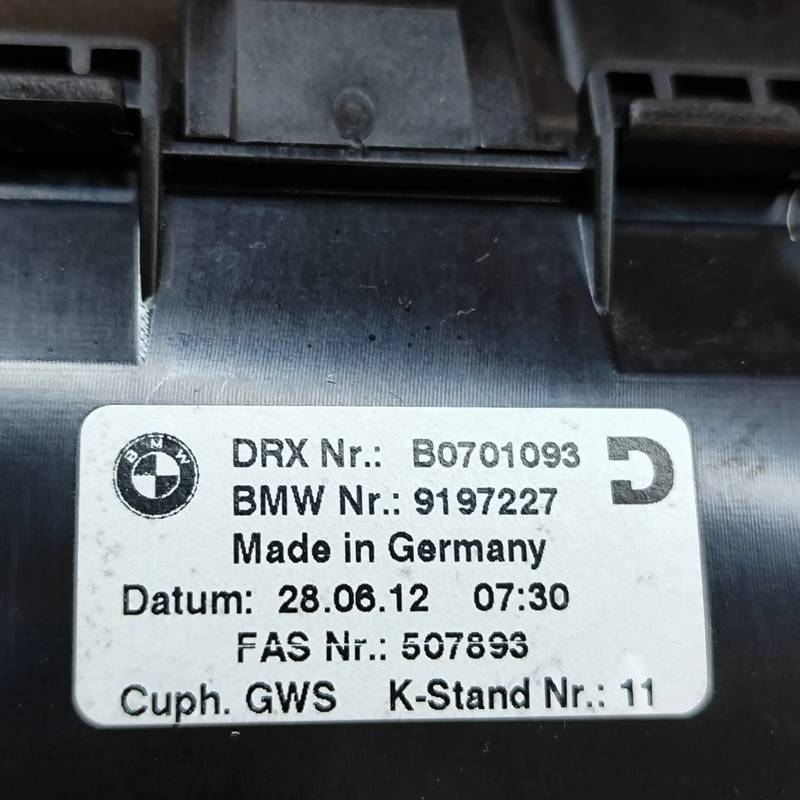 BMW
DRX Nr.: B0701093
BMW Nr.: 9197227
Made in Germany
Datum: 28.06.12 07:30
FAS Nr.: 507893
Cuph. GWS K-Stand Nr.: 11